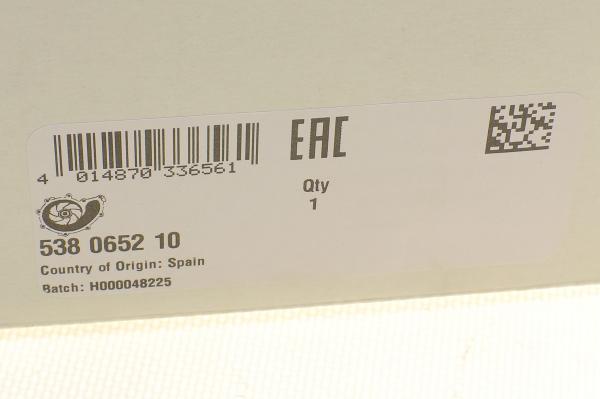 EAC
4 014870 336561
Qty
1
538 0652 10
Country of Origin: Spain
Batch: H000048225